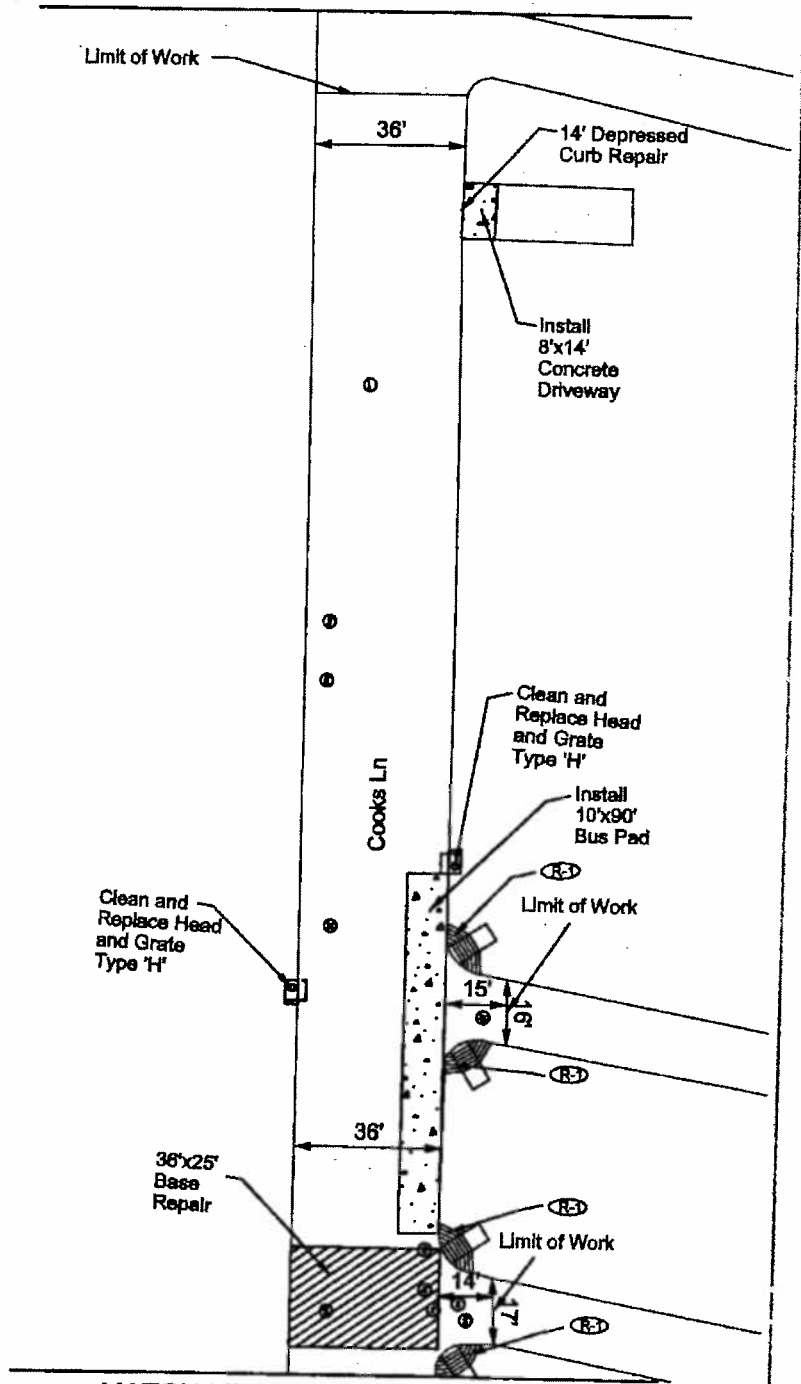 Limit of Work
36'
14' Depressed
Curb Repair
Install
8'x14'
Concrete
Driveway
Clean and
Replace Head
and Grate
Type 'H'
Cooks Ln
Install
10'x90'
Bus Pad
R-1
Limit of Work
Clean and
Replace Head
and Grate
Type 'H'
15'
16'
R-1
36'
36'x25'
Base
Repair
R-1
Limit of Work
14'
17'
R-1